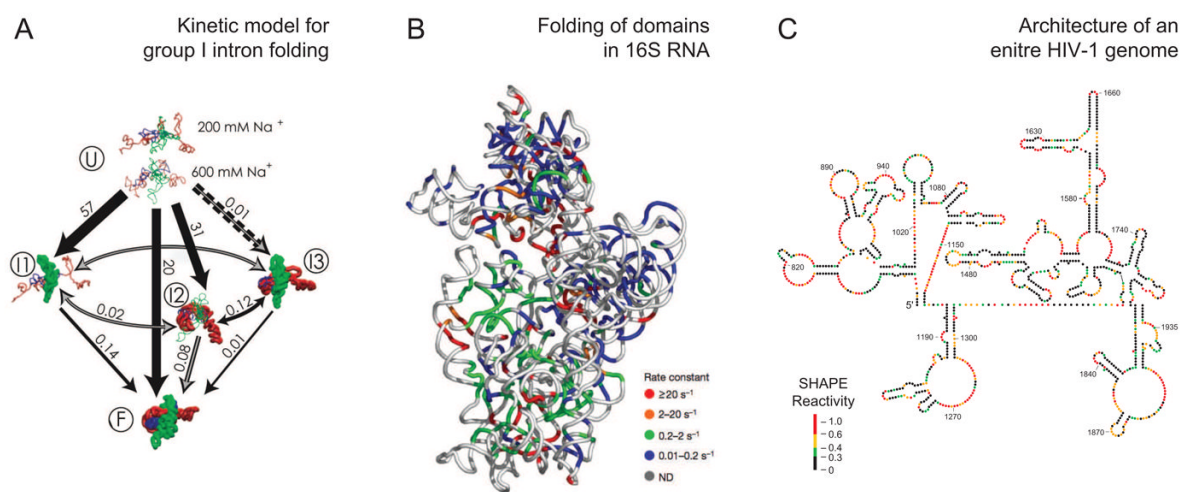 A
Kinetic model for
group I intron folding
200 mM Na +
600 mM Na+
U
57
0.01
31
20
I1
I3
I2
0.02
0.12
0.14
0.08
0.01
F
B
Folding of domains
in 16S RNA
Rate constant
≥20 s⁻¹
2–20 s⁻¹
0.2–2 s⁻¹
0.01–0.2 s⁻¹
ND
C
Architecture of an
enitre HIV-1 genome
1660
1630
890
940
1080
1580
1020
1740
1150
820
1480
5'
1190
1300
1935
1840
1270
1870
SHAPE
Reactivity
1.0
0.6
0.3
0